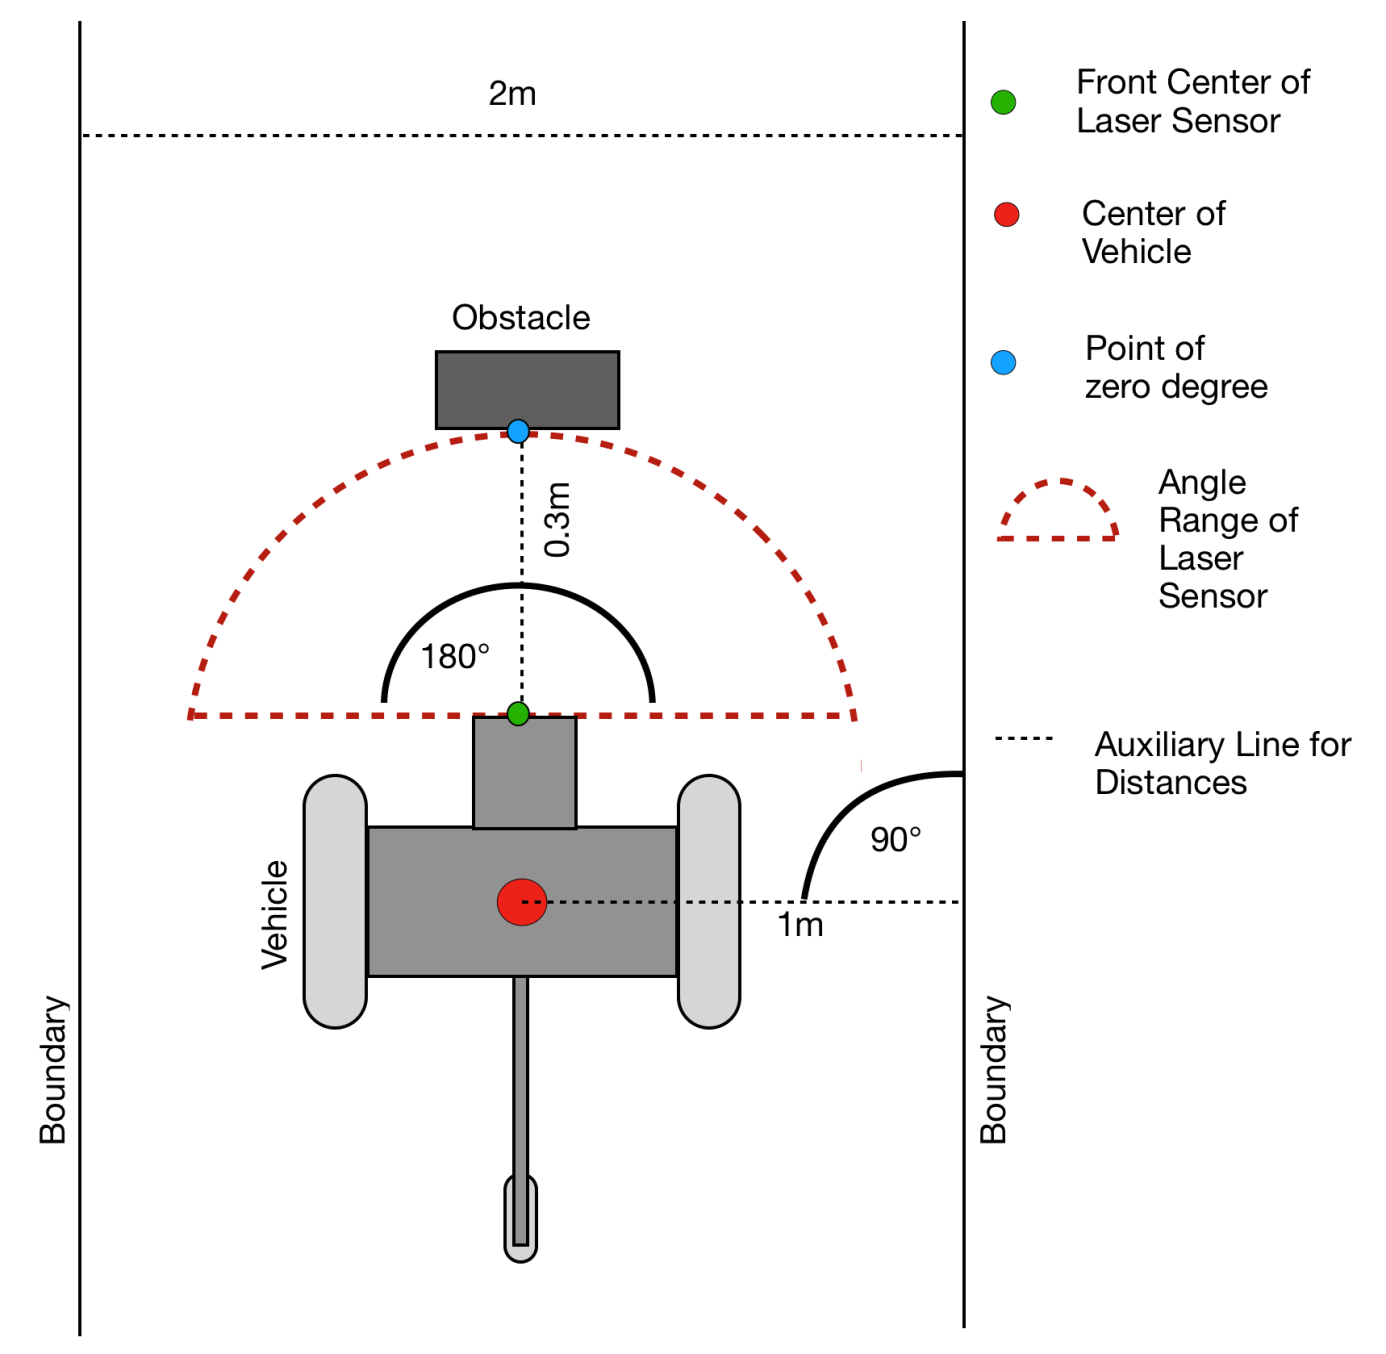 2m
Front Center of
Laser Sensor
Center of
Vehicle
Obstacle
Point of
zero degree
0.3m
Angle
Range of
Laser
Sensor
180°
Auxiliary Line for
Distances
90°
Vehicle
1m
Boundary
Boundary